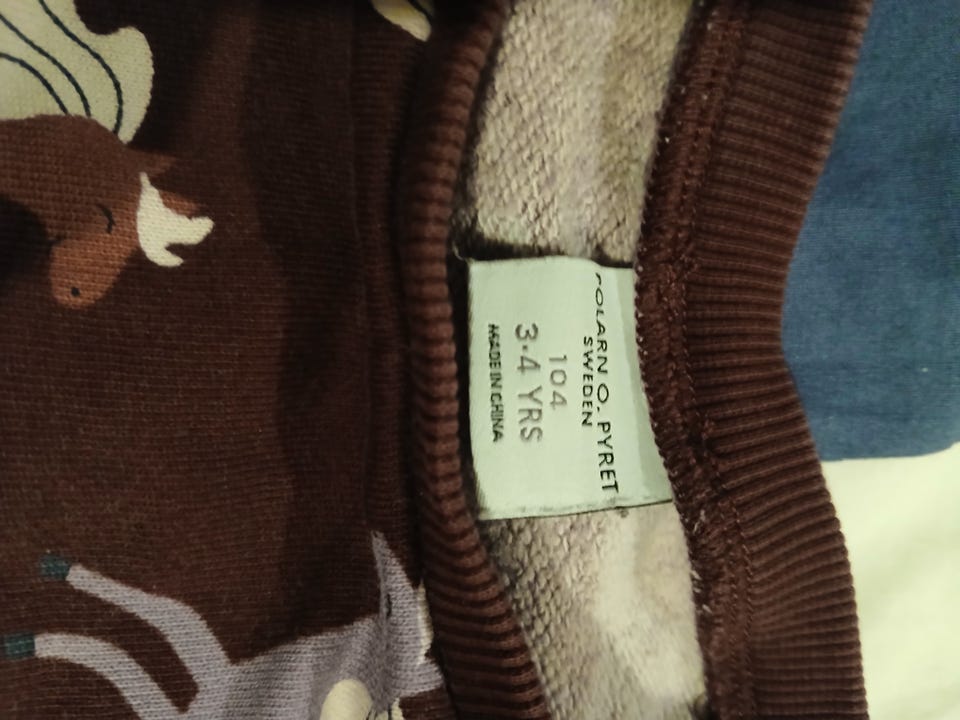 POLARN O. PYRET
SWEDEN
104
3-4 YRS
MADE IN CHINA